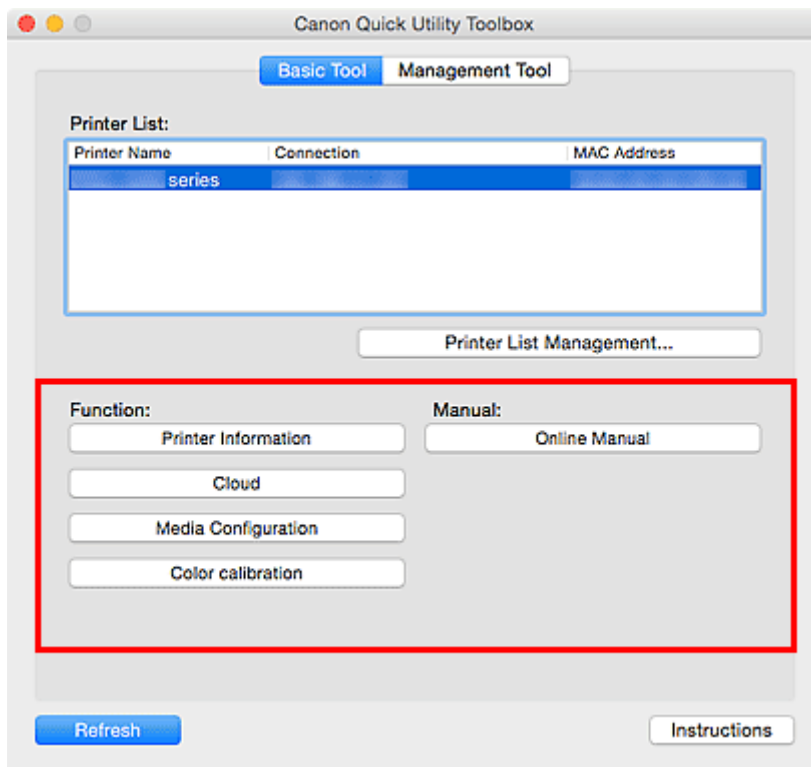 Canon Quick Utility Toolbox
Basic Tool Management Tool
Printer List:
Printer Name Connection MAC Address
series
Printer List Management...
Function: Manual:
Printer Information Online Manual
Cloud
Media Configuration
Color calibration
Refresh Instructions